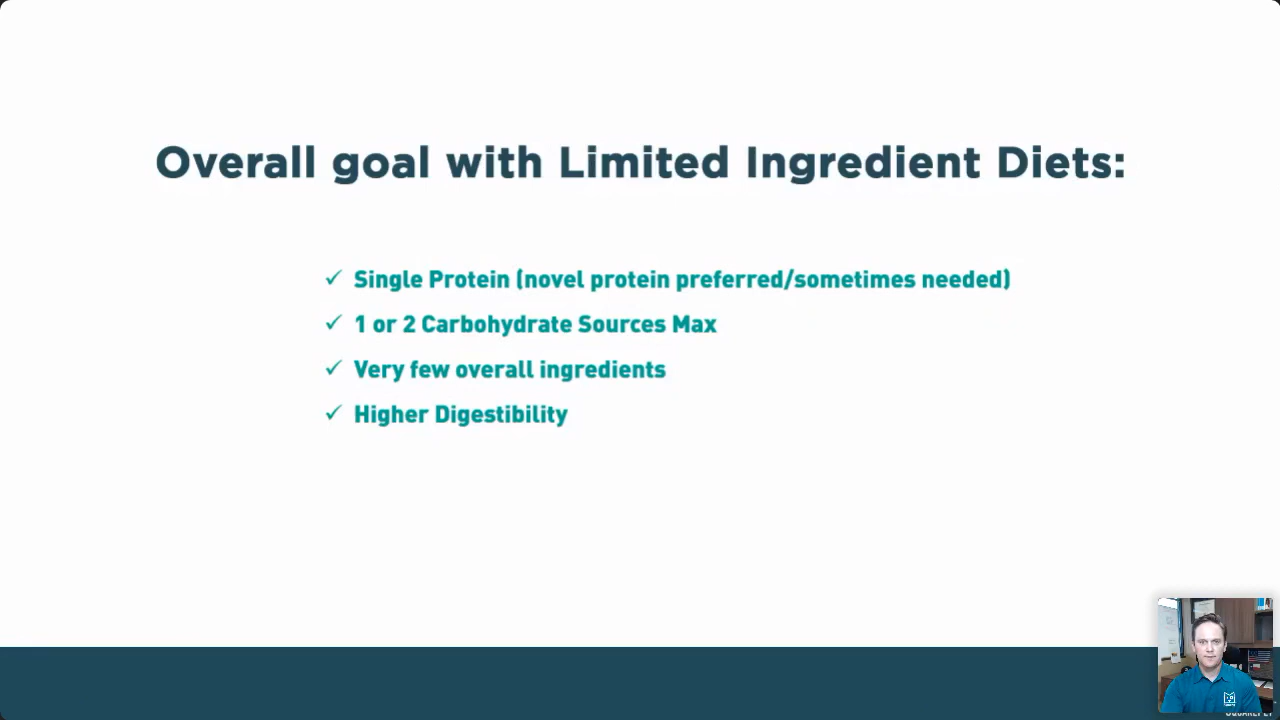 Overall goal with Limited Ingredient Diets:
✓ Single Protein (novel protein preferred/sometimes needed)
✓ 1 or 2 Carbohydrate Sources Max
✓ Very few overall ingredients
✓ Higher Digestibility